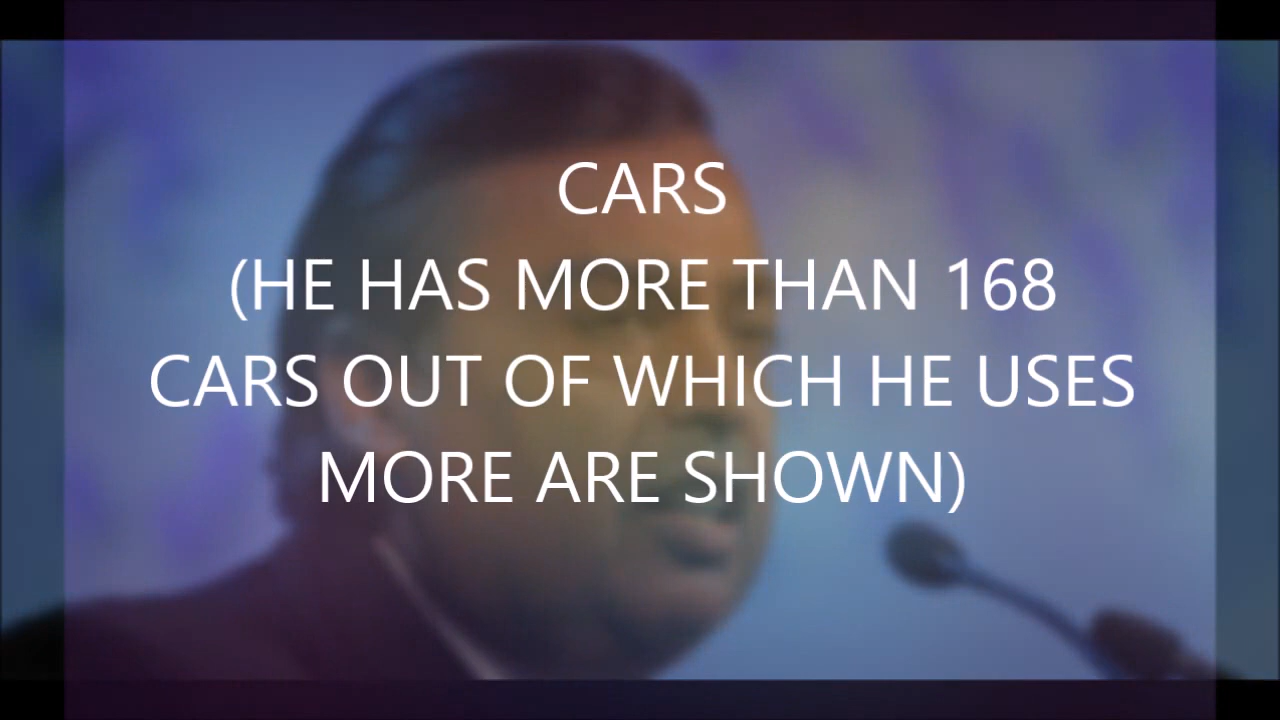 CARS
(HE HAS MORE THAN 168
CARS OUT OF WHICH HE USES
MORE ARE SHOWN)